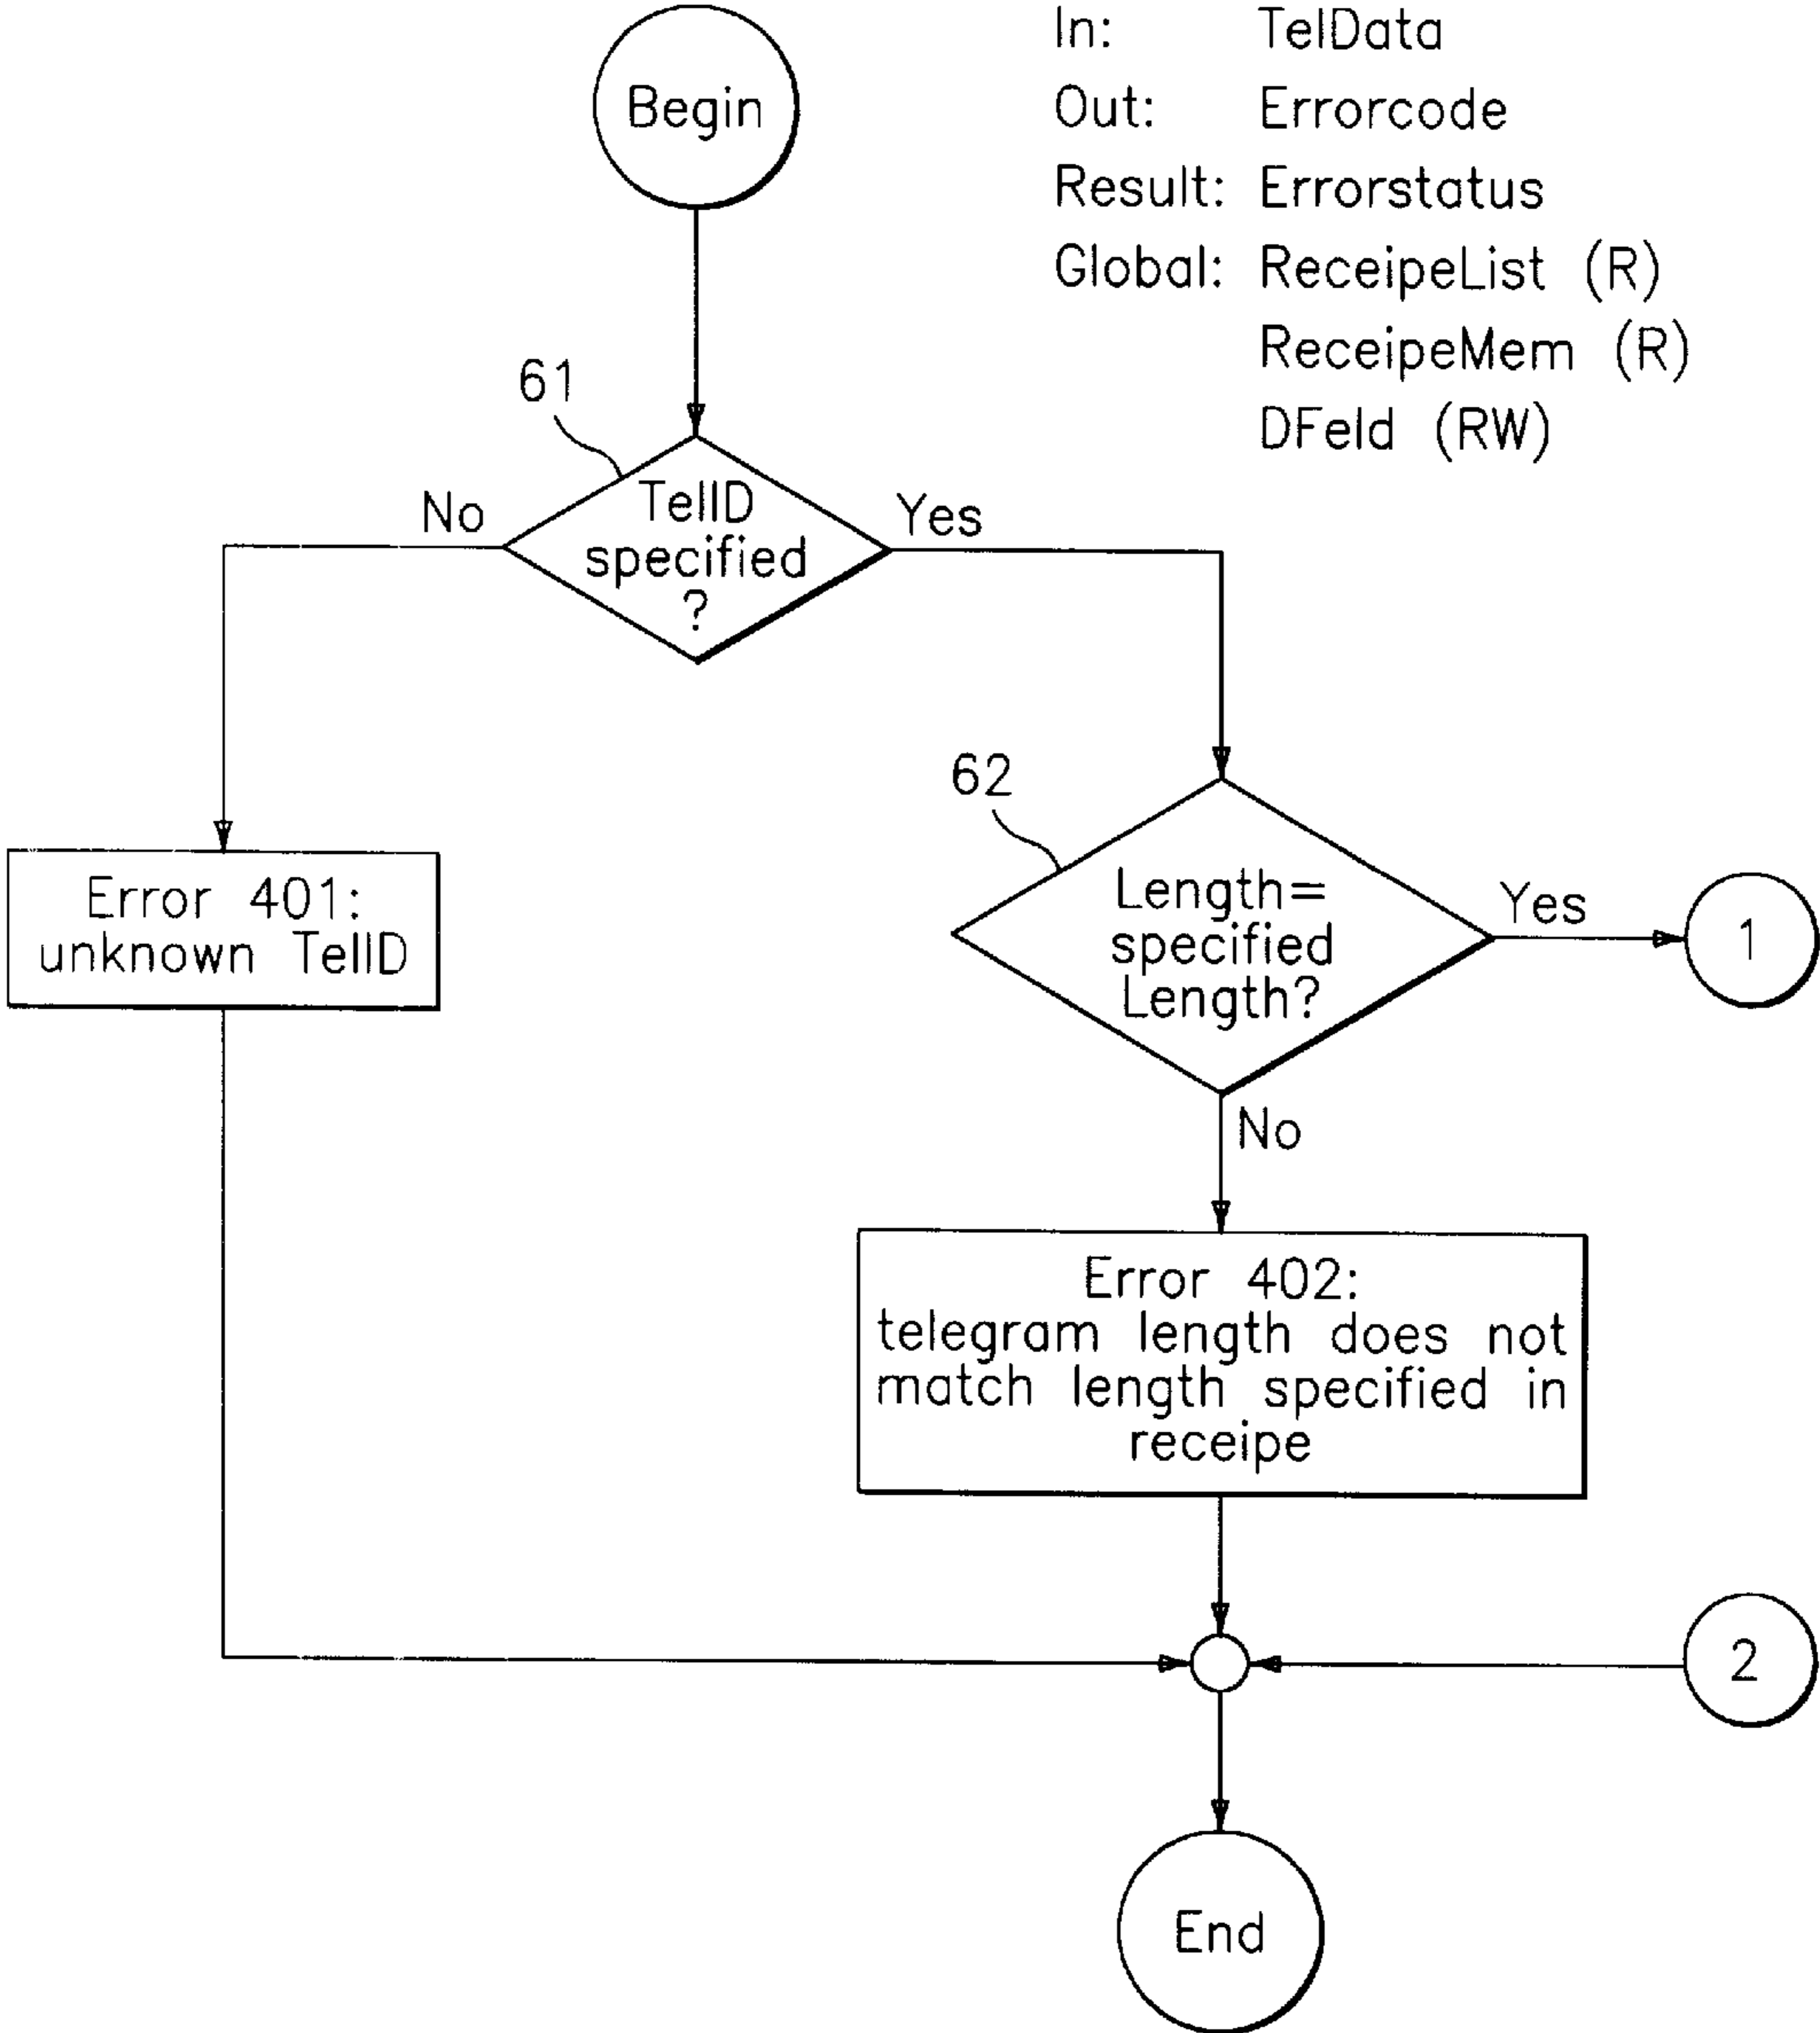 In: TelData
Out: Errorcode
Result: Errorstatus
Global: ReceipeList (R)
ReceipeMem (R)
DFeld (RW)
Begin
61
No
TelID
specified
?
Yes
62
Length=
specified
Length?
Yes
1
Error 401:
unknown TelID
No
Error 402:
telegram length does not
match length specified in
receipe
2
End